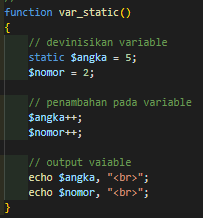 function var_static()
{
// devinisikan variable
static $angka = 5;
$nomor = 2;
// penambahan pada variable
$angka++;
$nomor++;
// output vaiable
echo $angka, "<br>";
echo $nomor, "<br>";
}